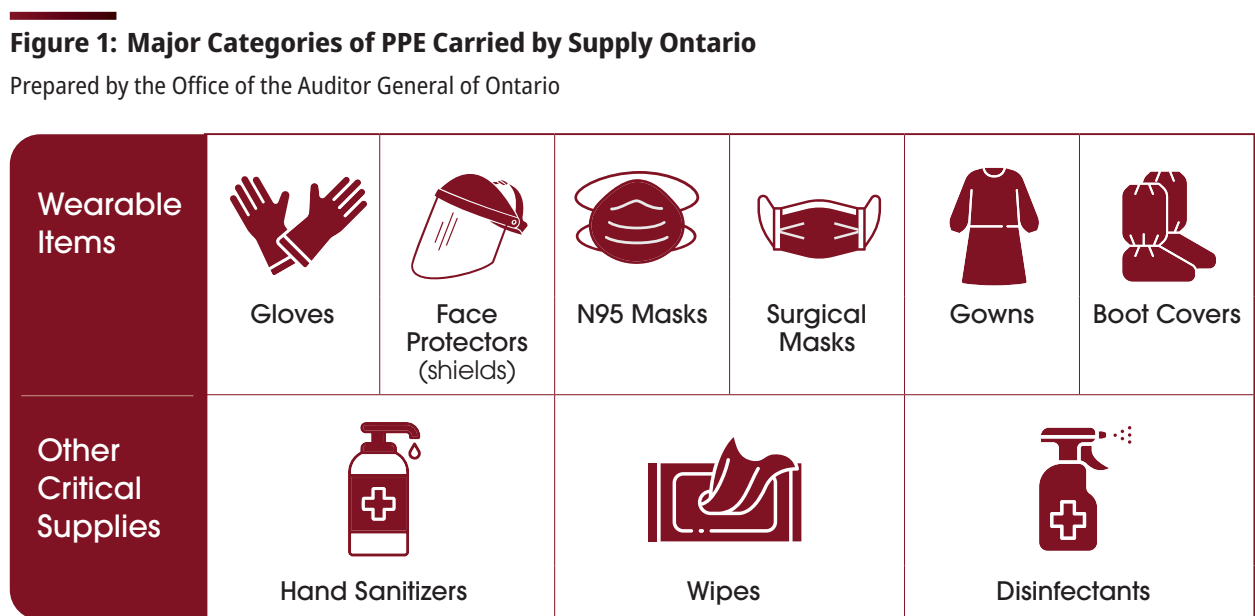 Figure 1: Major Categories of PPE Carried by Supply Ontario
Prepared by the Office of the Auditor General of Ontario
Wearable
Items
Gloves
Face
Protectors
(shields)
N95 Masks
Surgical
Masks
Gowns
Boot Covers
Other
Critical
Supplies
Hand Sanitizers
Wipes
Disinfectants